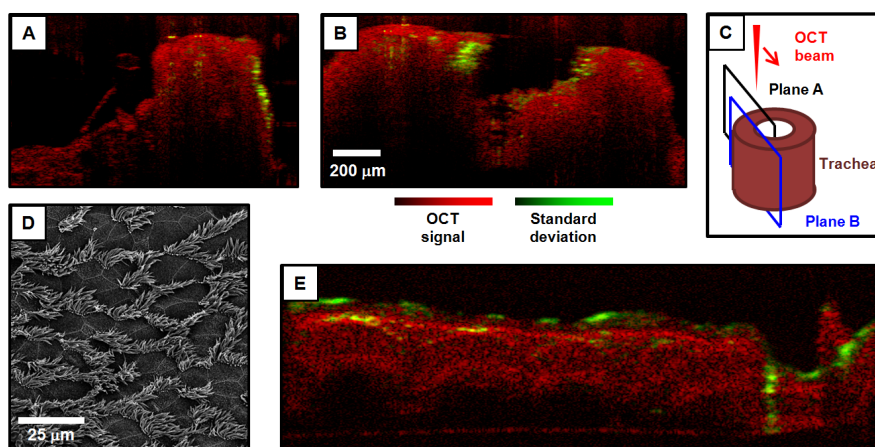 A
B
C
OCT
beam
Plane A
Trachea
Plane B
200 μm
OCT
signal
Standard
deviation
D
25 μm
E